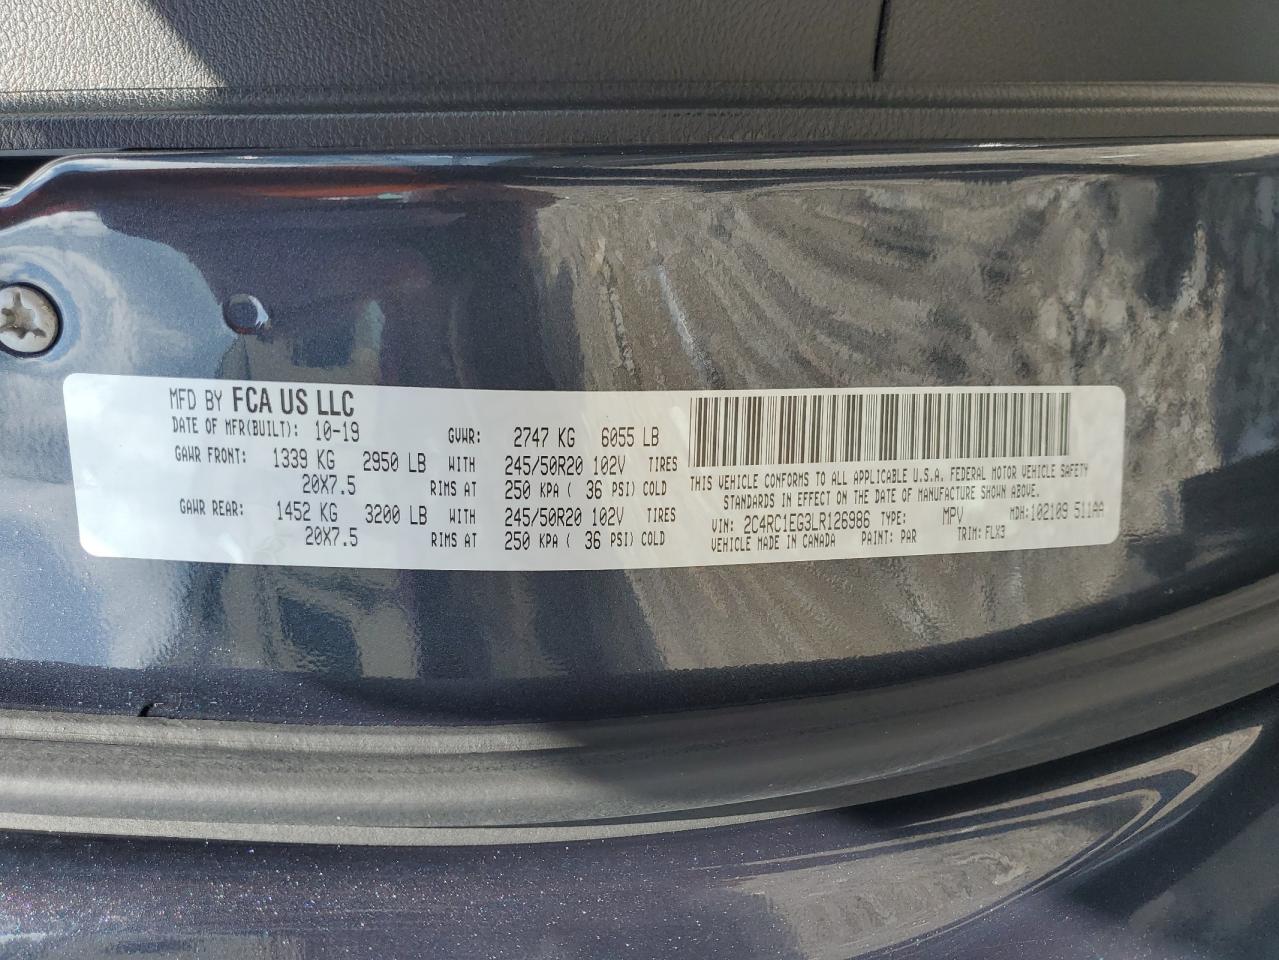 MFD BY FCA US LLC
DATE OF MFR(BUILT): 10-19 GVWR: 2747 KG 6055 LB
GAWR FRONT: 1339 KG 2950 LB WITH 245/50R20 102V TIRES
20X7.5 RIMS AT 250 KPA ( 36 PSI) COLD
GAWR REAR: 1452 KG 3200 LB WITH 245/50R20 102V TIRES
20X7.5 RIMS AT 250 KPA ( 36 PSI) COLD
THIS VEHICLE CONFORMS TO ALL APPLICABLE U.S.A. FEDERAL MOTOR VEHICLE SAFETY
STANDARDS IN EFFECT ON THE DATE OF MANUFACTURE SHOWN ABOVE.
VIN: 2C4RC1EG3LR126986 TYPE: MPV MDH:102109 511AA
VEHICLE MADE IN CANADA PAINT: PAR TRIM: FLX3